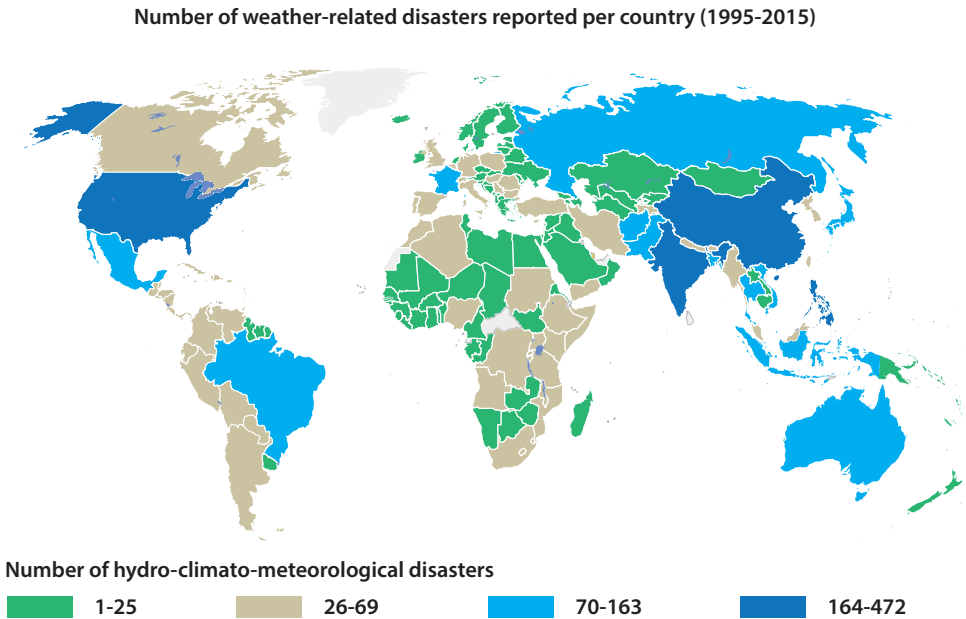 Number of weather-related disasters reported per country (1995-2015)
Number of hydro-climato-meteorological disasters
1-25 26-69 70-163 164-472